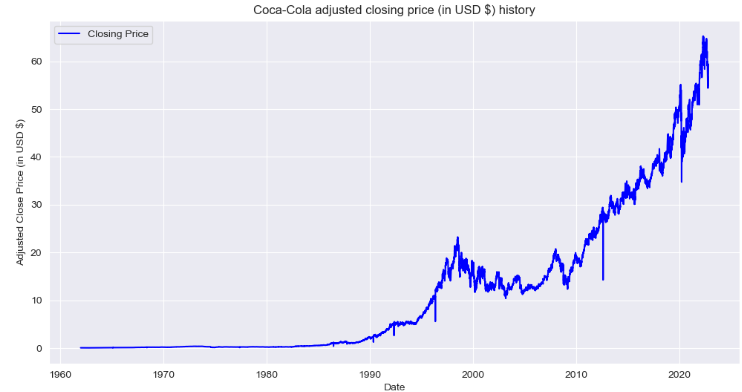 Coca-Cola adjusted closing price (in USD $) history
Closing Price
Adjusted Close Price (in USD $)
60
50
40
30
20
10
0
1960 1970 1980 1990 2000 2010 2020
Date